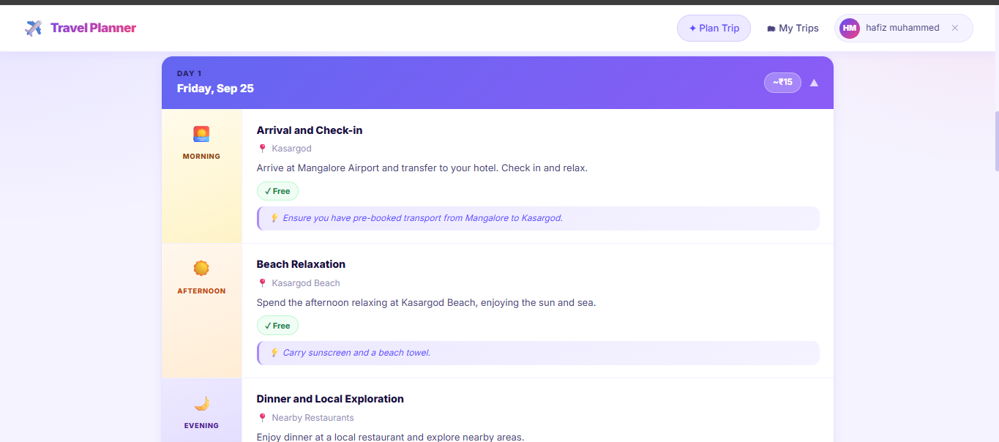 Travel Planner
✦ Plan Trip
My Trips
HM
hafiz muhammed
×
DAY 1
Friday, Sep 25
~₹15
▲
MORNING
Arrival and Check-in
Kasargod
Arrive at Mangalore Airport and transfer to your hotel. Check in and relax.
✓ Free
Ensure you have pre-booked transport from Mangalore to Kasargod.
AFTERNOON
Beach Relaxation
Kasargod Beach
Spend the afternoon relaxing at Kasargod Beach, enjoying the sun and sea.
✓ Free
Carry sunscreen and a beach towel.
EVENING
Dinner and Local Exploration
Nearby Restaurants
Enjoy dinner at a local restaurant and explore nearby areas.